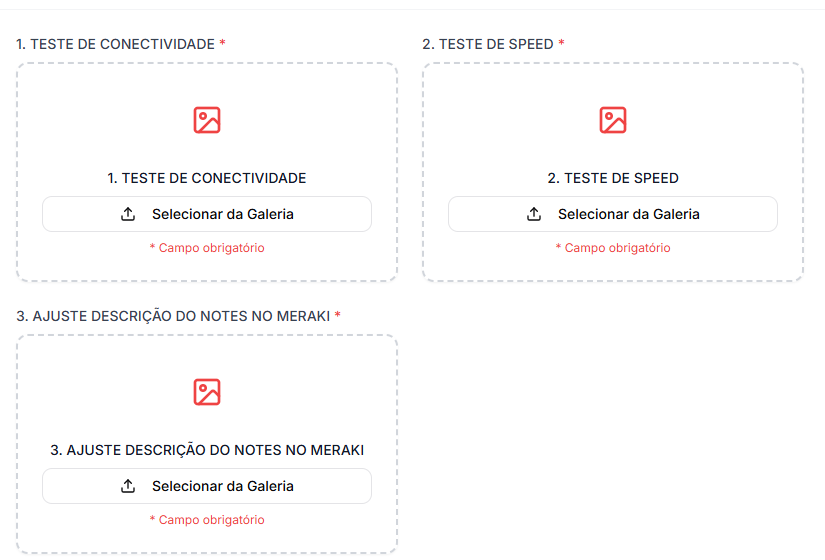 1. TESTE DE CONECTIVIDADE *
2. TESTE DE SPEED *
1. TESTE DE CONECTIVIDADE
Selecionar da Galeria
* Campo obrigatório
2. TESTE DE SPEED
Selecionar da Galeria
* Campo obrigatório
3. AJUSTE DESCRIÇÃO DO NOTES NO MERAKI *
3. AJUSTE DESCRIÇÃO DO NOTES NO MERAKI
Selecionar da Galeria
* Campo obrigatório